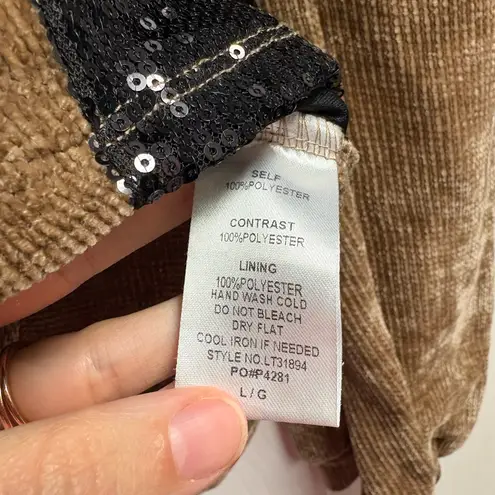 SELF
100%POLYESTER
CONTRAST
100%POLYESTER
LINING
100%POLYESTER
HAND WASH COLD
DO NOT BLEACH
DRY FLAT
COOL IRON IF NEEDED
STYLE NO.LT31894
PO#P4281
L / G